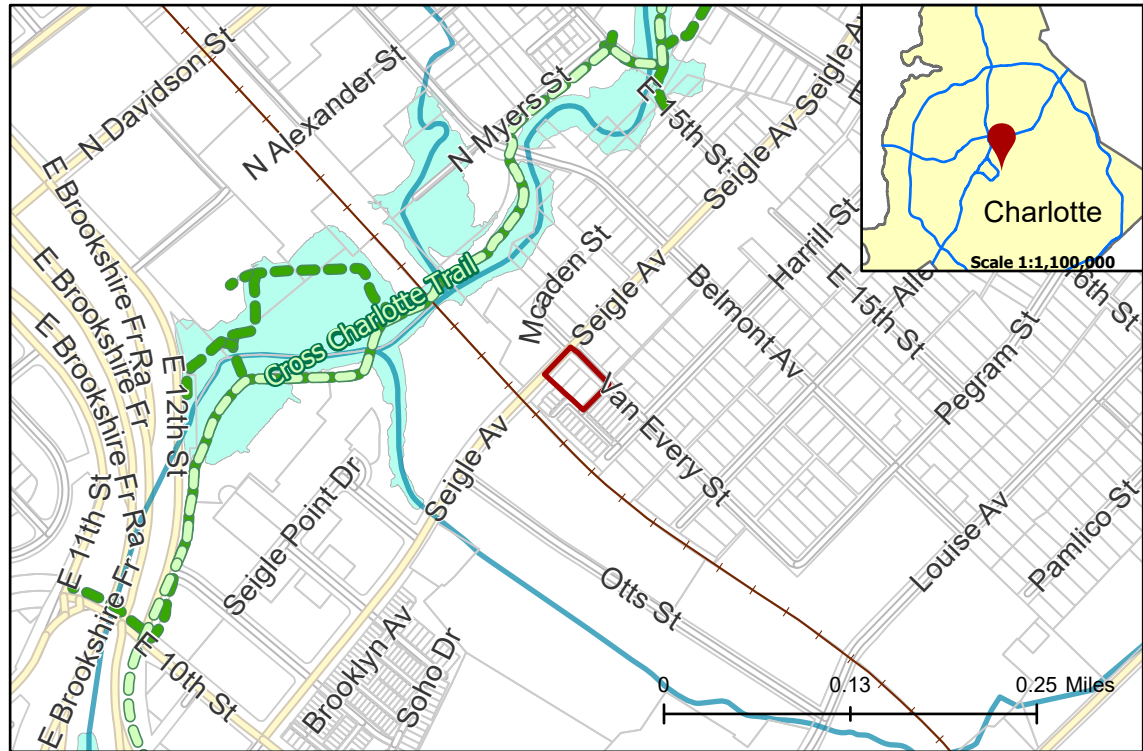 N Davidson St
N Alexander St
N Myers St
E 15th St
Seigle Av
Seigle Av
E Brookshire Fr Ra
E Brookshire Fr
E Brookshire Fr Ra
E 12th St
E 11th St
E Brookshire Fr
E 10th St
Cross Charlotte Trail
Mcaden St
Seigle Av
Belmont Av
Harrill St
E 15th St
Alle
16th St
Pegram St
Van Every St
Seigle Av
Seigle Point Dr
Brooklyn Av
Soho Dr
Otts St
Louise Av
Pamlico St
Charlotte
Scale 1:1,100,000
0
0.13
0.25 Miles